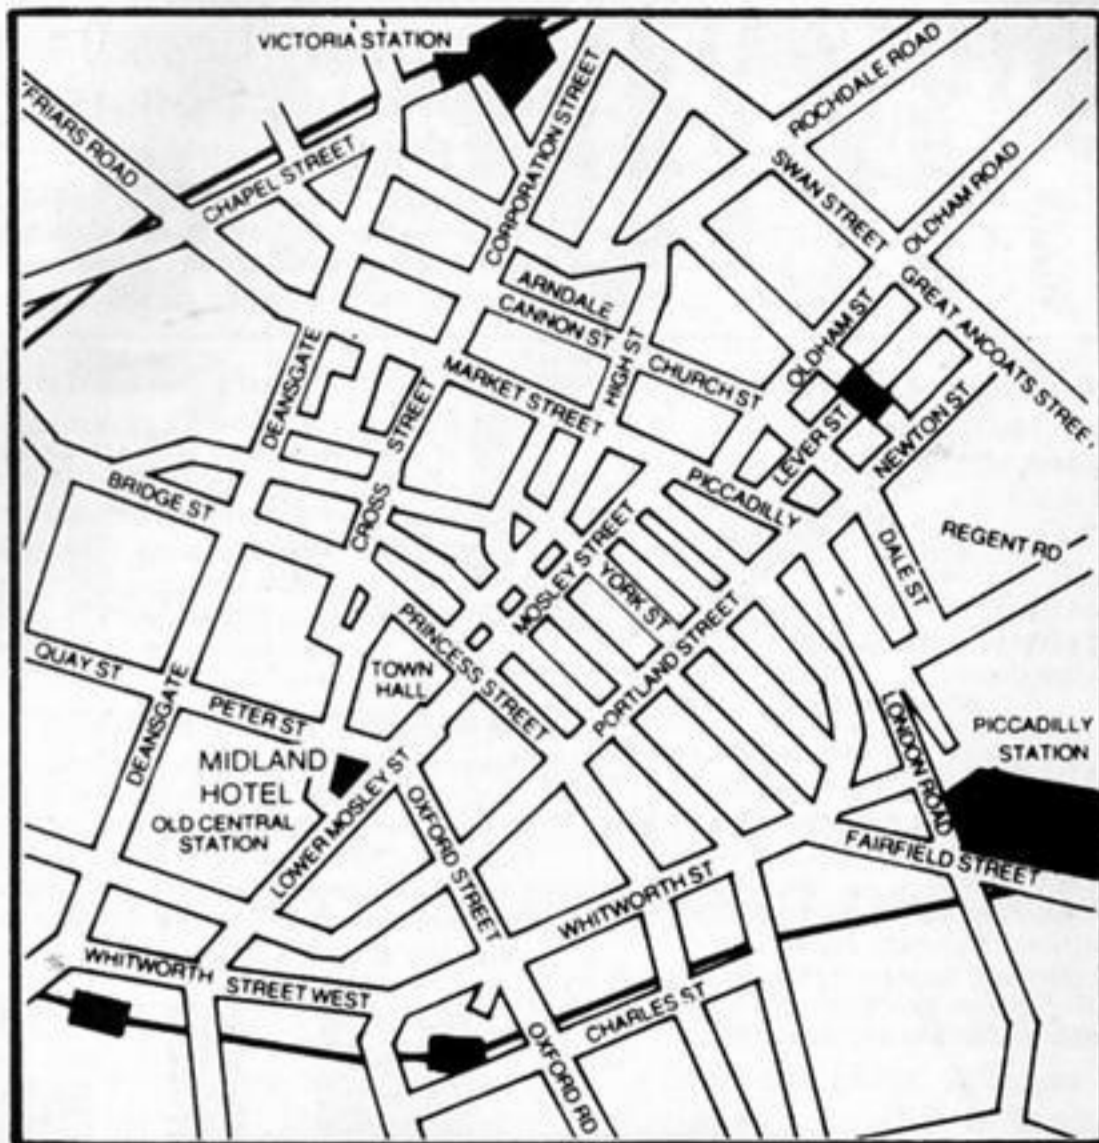 VICTORIA STATION
ROCHDALE ROAD
FRIARS ROAD
CHAPEL STREET
CORPORATION STREET
SWAN STREET
OLDHAM ROAD
GREAT ANCOATS STREE
ARNDALE
CANNON ST
HIGH ST
CHURCH ST
OLDHAM ST
DEANSGATE
MARKET STREET
LEVER ST
NEWTON ST
PICCADILLY
BRIDGE ST
CROSS STREET
MOSLEY STREET
YORK ST
DALE ST
REGENT RD
PRINCESS STREET
PORTLAND STREET
TOWN
HALL
QUAY ST
PETER ST
DEANSGATE
MIDLAND
HOTEL
OLD CENTRAL
STATION
LOWER MOSLEY ST
OXFORD STREET
LONDON ROAD
PICCADILLY
STATION
FAIRFIELD STREET
WHITWORTH ST
WHITWORTH STREET WEST
CHARLES ST
OXFORD RD